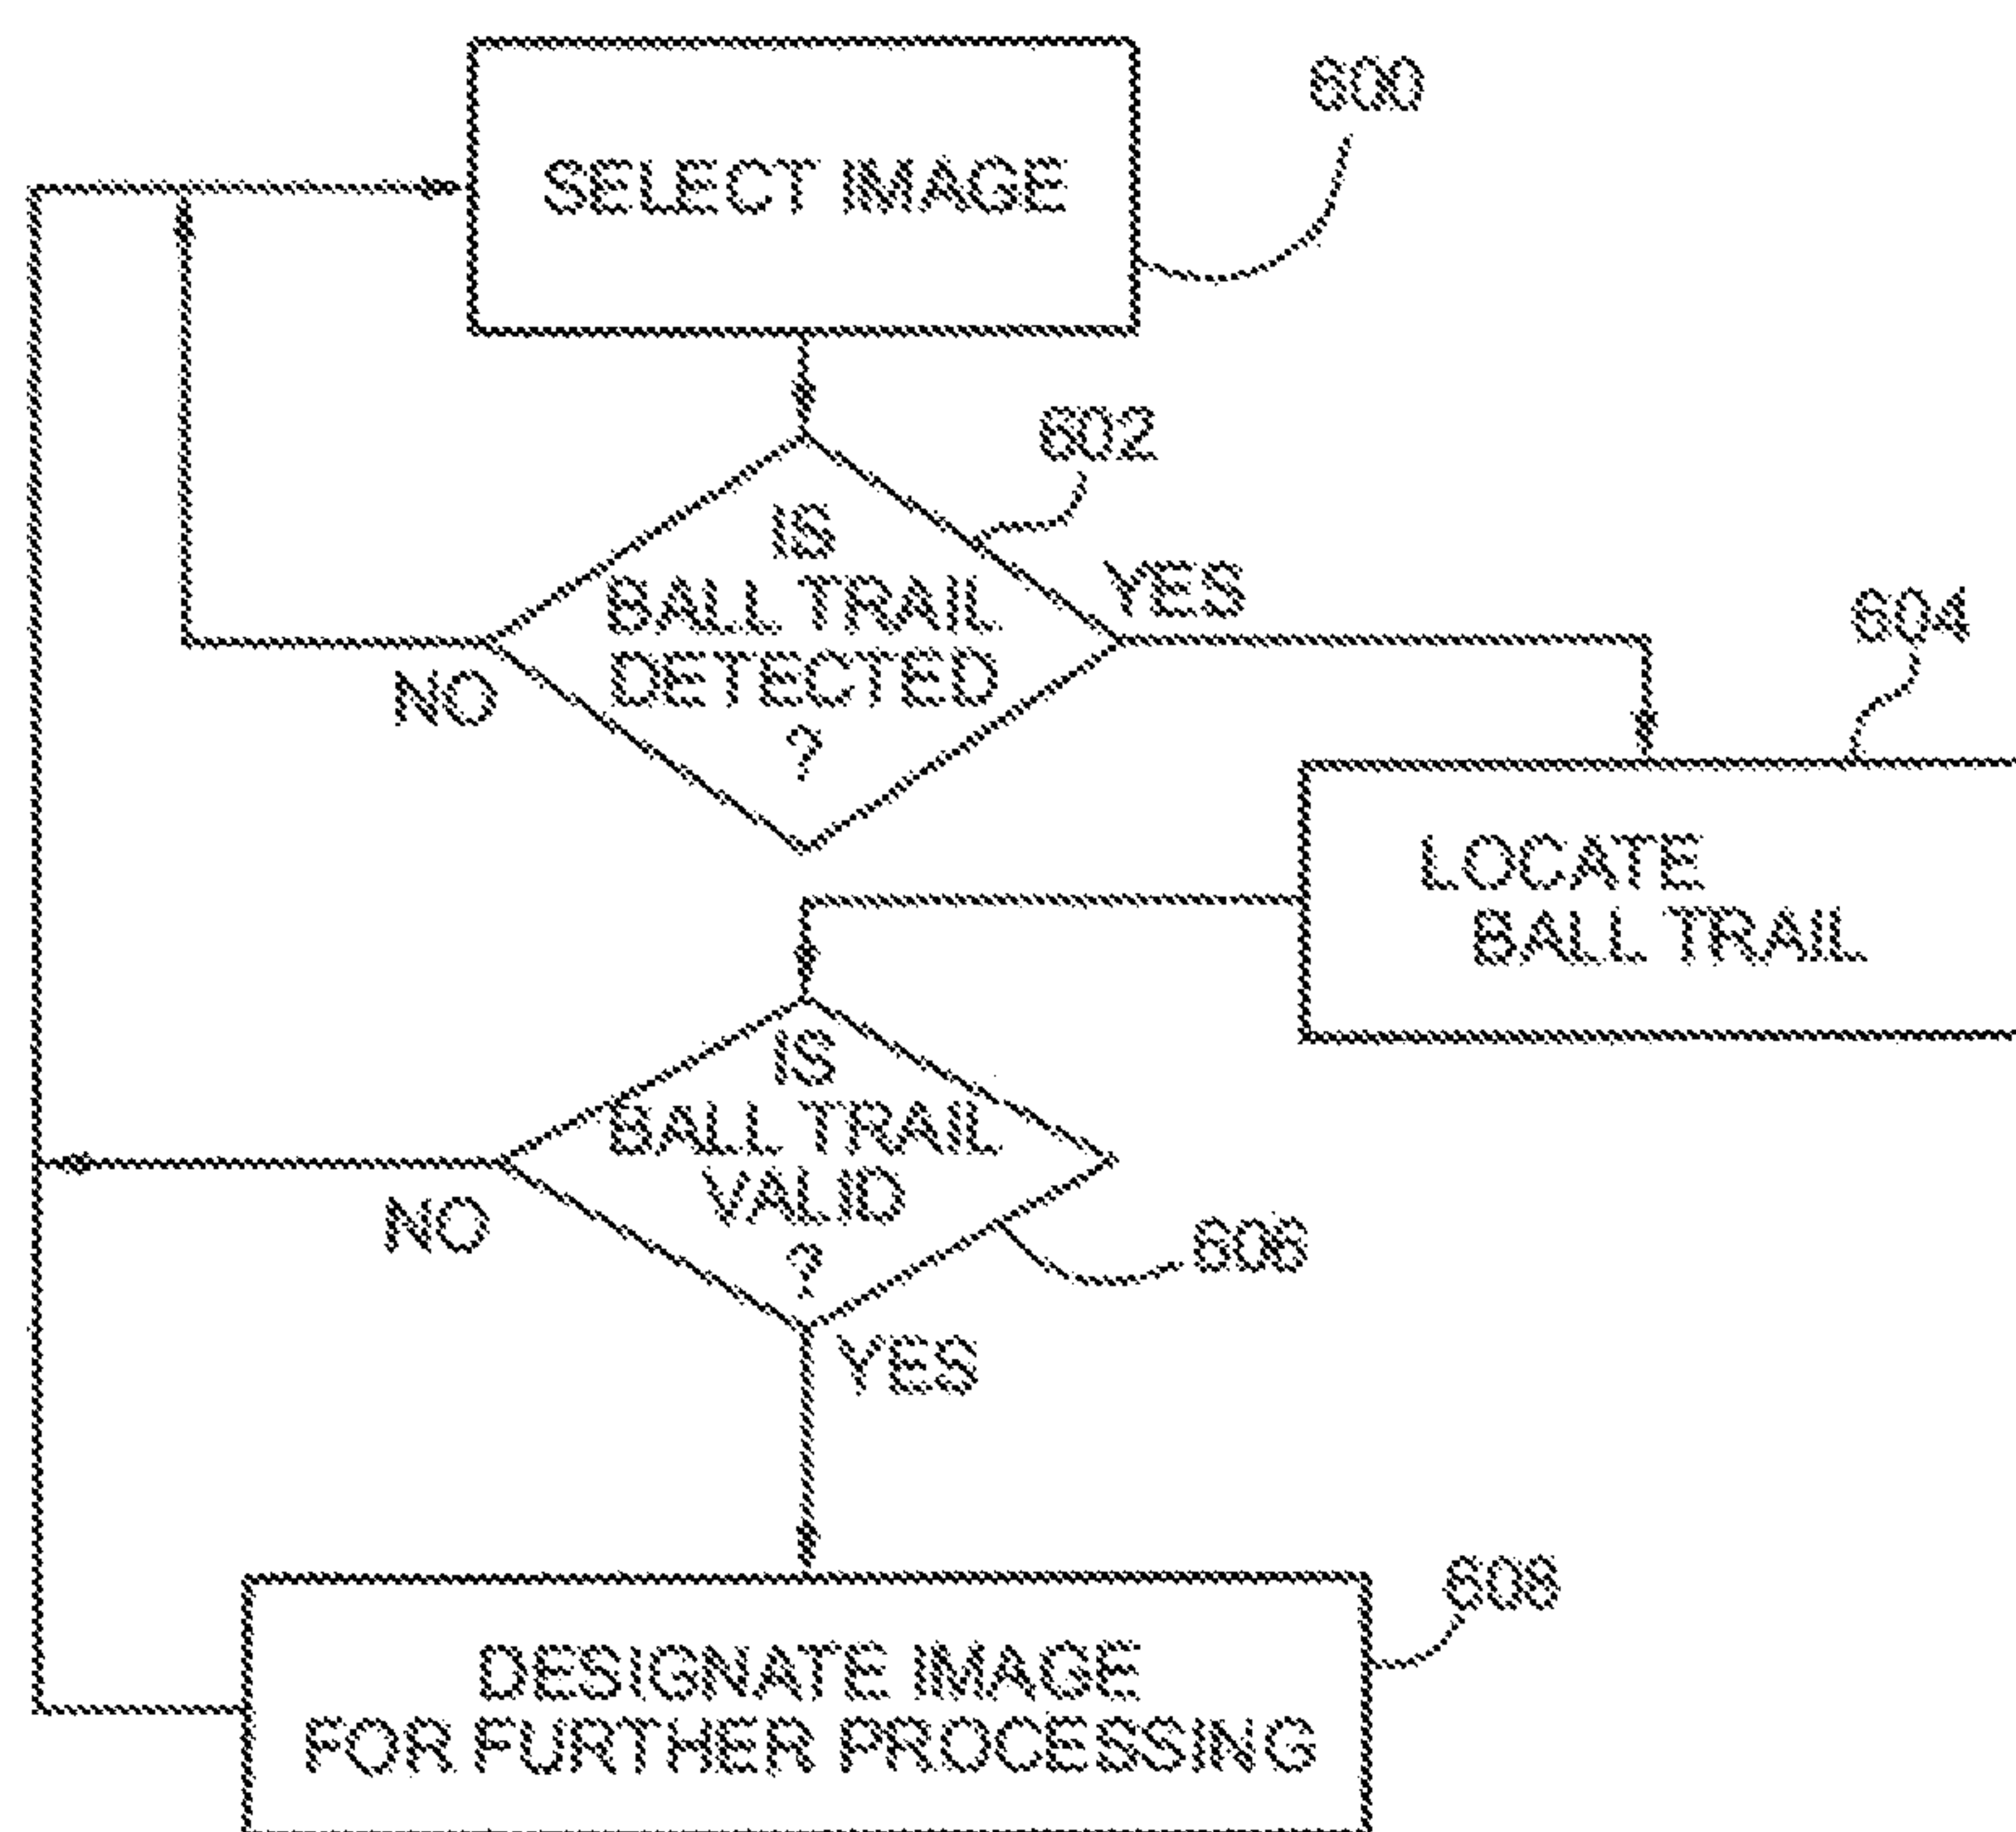 600
SELECT IMAGE
602
IS
BALL TRAIL
DETECTED
?
YES
NO
604
LOCATE
BALL TRAIL
IS
BALL TRAIL
VALID
?
NO
606
YES
608
DESIGNATE IMAGE
FOR FURTHER PROCESSING